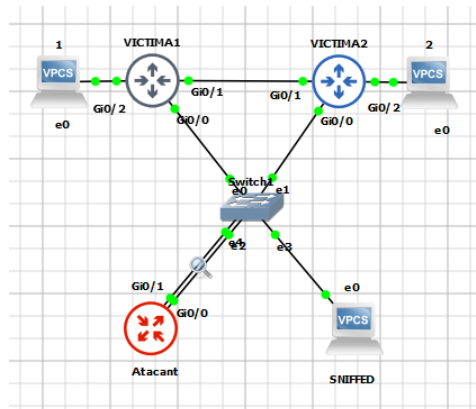 1
VICTIMA1
VICTIMA2
2
VPCS
VPCS
Gi0/2
Gi0/1
Gi0/1
Gi0/2
e0
Gi0/0
Gi0/0
e0
Switch1
e0
e1
e4
e2
e3
e0
Gi0/1
Gi0/0
VPCS
Atacant
SNIFFED